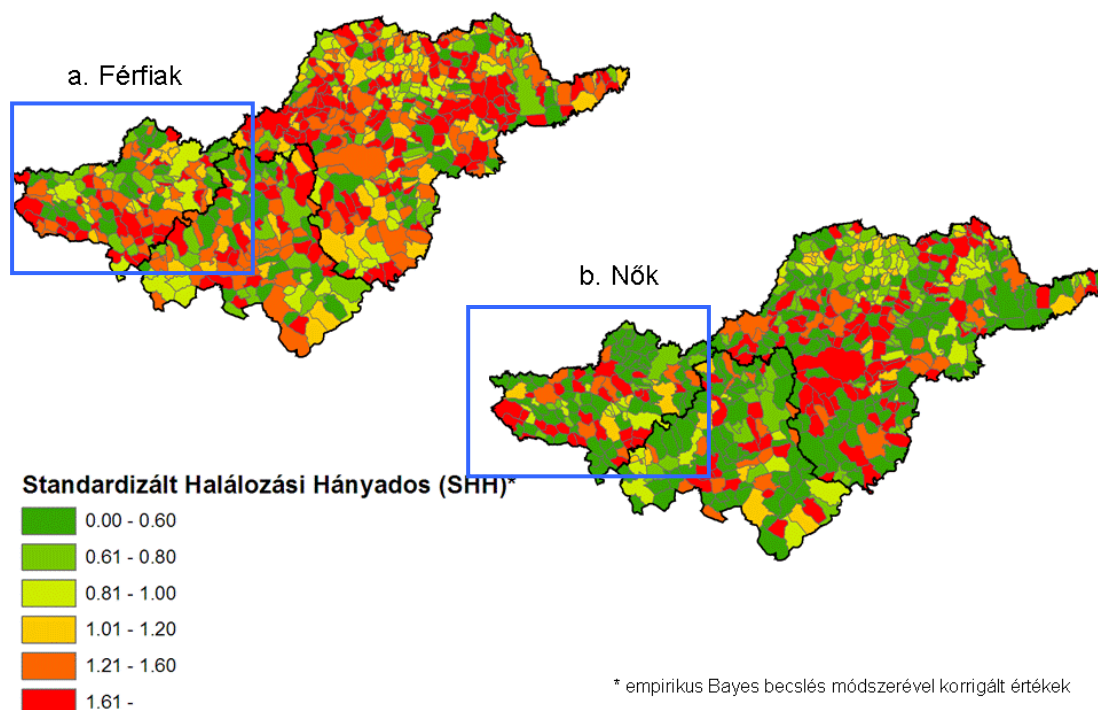 a. Férfiak
b. Nők
Standardizált Halálozási Hányados (SHH)*
0.00 - 0.60
0.61 - 0.80
0.81 - 1.00
1.01 - 1.20
1.21 - 1.60
1.61 -
* empirikus Bayes becslés módszerével korrigált értékek